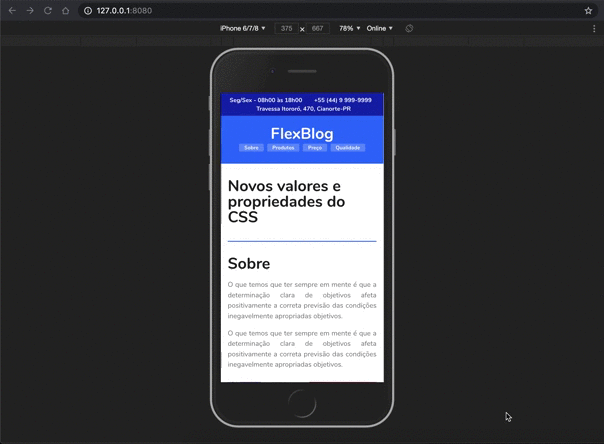 127.0.0.1:8080
iPhone 6/7/8 ▼ 375 x 667 78% ▼ Online ▼
Seg/Sex - 08h00 às 18h00 +55 (44) 9 999-9999
Travessa Itororó, 470, Cianorte-PR
FlexBlog
Sobre Produtos Preço Qualidade
Novos valores e
propriedades do
CSS
Sobre
O que temos que ter sempre em mente é que a
determinação clara de objetivos afeta
positivamente a correta previsão das condições
inegavelmente apropriadas objetivos.
O que temos que ter sempre em mente é que a
determinação clara de objetivos afeta
positivamente a correta previsão das condições
inegavelmente apropriadas objetivos.